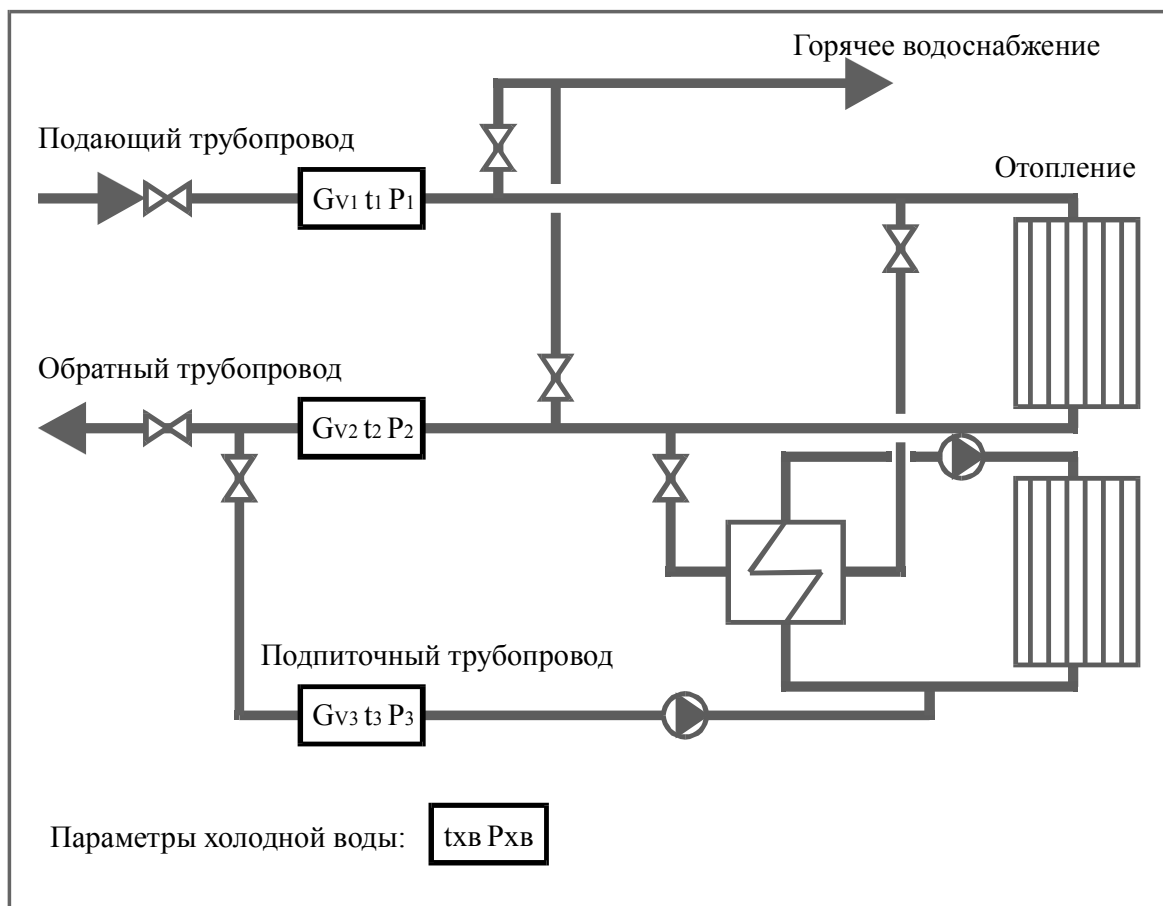 Горячее водоснабжение
Подающий трубопровод
Отопление
GV1 t1 P1
Обратный трубопровод
GV2 t2 P2
Подпиточный трубопровод
GV3 t3 P3
Параметры холодной воды:
tхв Pхв